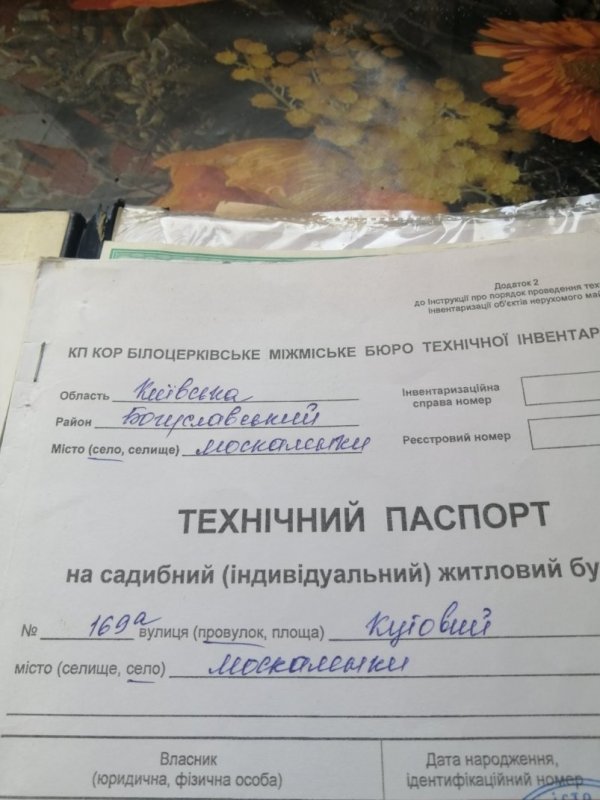 Додаток 2
до Інструкції про порядок проведення тех
інвентаризації об'єктів нерухомого май
КП КОР БІЛОЦЕРКІВСЬКЕ МІЖМІСЬКЕ БЮРО ТЕХНІЧНОЇ ІНВЕНТАР
Область Київська
Район Богуславський
Місто (село, селище) Москаленки
Інвентаризаційна
справа номер
Реєстровий номер
ТЕХНІЧНИЙ ПАСПОРТ
на садибний (індивідуальний) житловий бу
№ 169а вулиця (провулок, площа) Кутовий
місто (селище, село) Москаленки
Власник
(юридична, фізична особа)
Дата народження,
ідентифікаційний номер